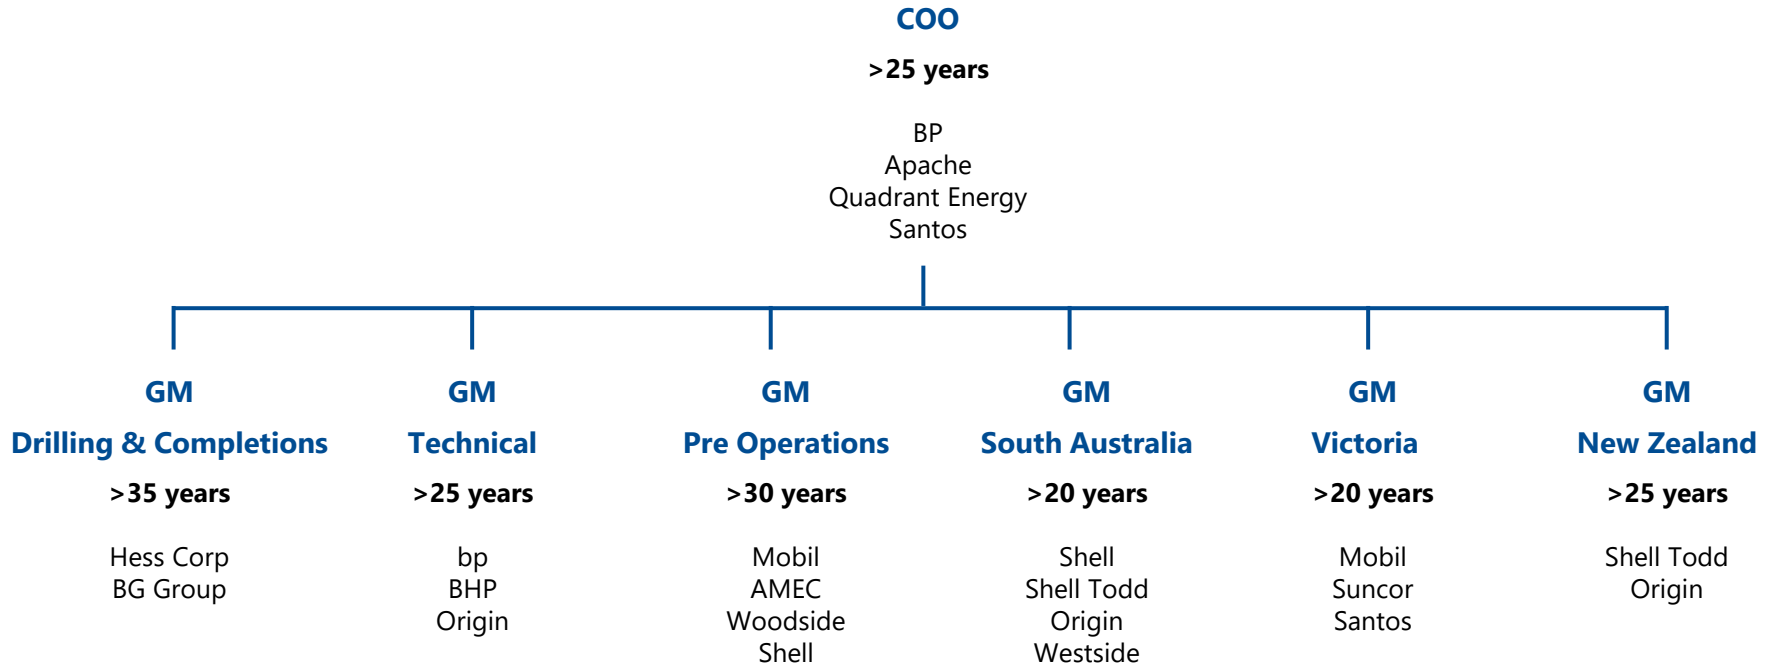 COO
>25 years
BP
Apache
Quadrant Energy
Santos
GM
Drilling & Completions
>35 years
Hess Corp
BG Group
GM
Technical
>25 years
bp
BHP
Origin
GM
Pre Operations
>30 years
Mobil
AMEC
Woodside
Shell
GM
South Australia
>20 years
Shell
Shell Todd
Origin
Westside
GM
Victoria
>20 years
Mobil
Suncor
Santos
GM
New Zealand
>25 years
Shell Todd
Origin